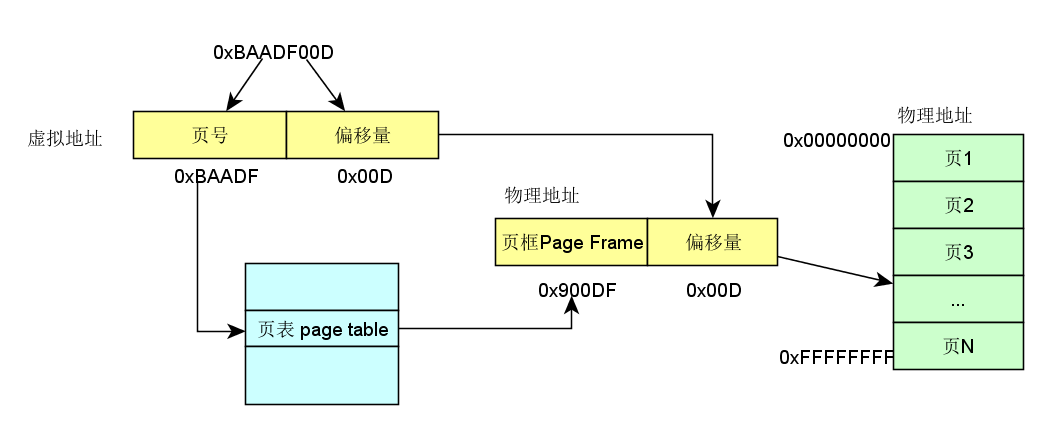 0xBAADF00D
虚拟地址
页号
偏移量
0xBAADF
0x00D
物理地址
页框Page Frame
偏移量
0x900DF
0x00D
页表 page table
物理地址
0x00000000
页1
页2
页3
...
页N
0xFFFFFFFF